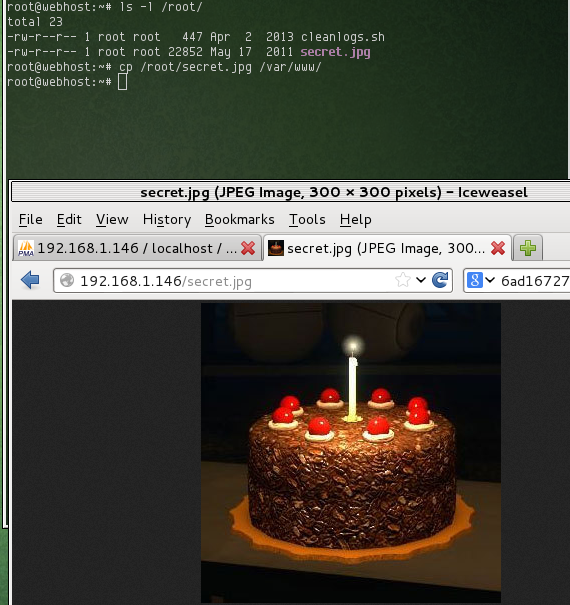 root@webhost:~# ls -l /root/
total 23
-rw-r--r-- 1 root root   447 Apr  2  2013 cleanlogs.sh
-rw-r--r-- 1 root root 22852 May 17  2011 secret.jpg
root@webhost:~# cp /root/secret.jpg /var/www/
root@webhost:~#
secret.jpg (JPEG Image, 300 × 300 pixels) - Iceweasel
File Edit View History Bookmarks Tools Help
PMA 192.168.1.146 / localhost / ... secret.jpg (JPEG Image, 300...
192.168.1.146/secret.jpg 8 6ad16727